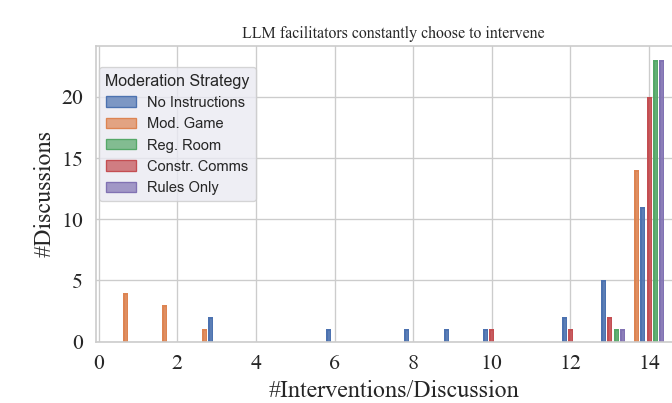 LLM facilitators constantly choose to intervene
#Discussions
20
15
10
5
0
Moderation Strategy
No Instructions
Mod. Game
Reg. Room
Constr. Comms
Rules Only
0 2 4 6 8 10 12 14
#Interventions/Discussion